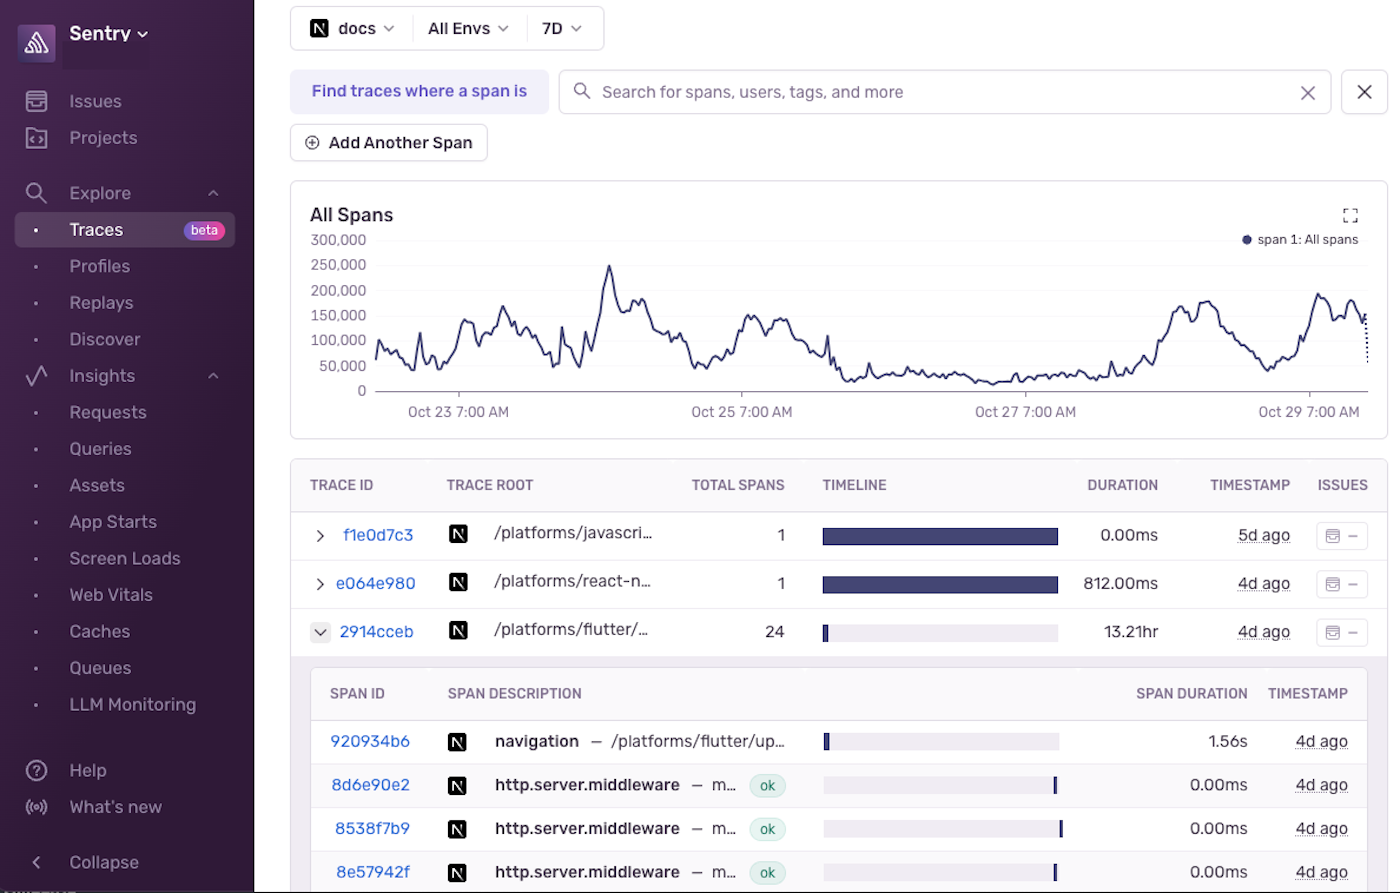 Sentry
Issues
Projects
Explore
Traces beta
Profiles
Replays
Discover
Insights
Requests
Queries
Assets
App Starts
Screen Loads
Web Vitals
Caches
Queues
LLM Monitoring
Help
What's new
Collapse
docs All Envs 7D
Find traces where a span is Search for spans, users, tags, and more
Add Another Span
All Spans
span 1: All spans
300,000
250,000
200,000
150,000
100,000
50,000
0
Oct 23 7:00 AM Oct 25 7:00 AM Oct 27 7:00 AM Oct 29 7:00 AM
TRACE ID TRACE ROOT TOTAL SPANS TIMELINE DURATION TIMESTAMP ISSUES
f1e0d7c3 N /platforms/javascri... 1 0.00ms 5d ago –
e064e980 N /platforms/react-n... 1 812.00ms 4d ago –
2914cceb N /platforms/flutter/... 24 13.21hr 4d ago –
SPAN ID SPAN DESCRIPTION SPAN DURATION TIMESTAMP
920934b6 N navigation – /platforms/flutter/up... 1.56s 4d ago
8d6e90e2 N http.server.middleware – m... ok 0.00ms 4d ago
8538f7b9 N http.server.middleware – m... ok 0.00ms 4d ago
8e57942f N http.server.middleware – m... ok 0.00ms 4d ago